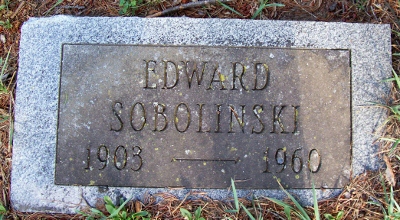 EDWARD
SOBOLINSKI
1903 — 1960